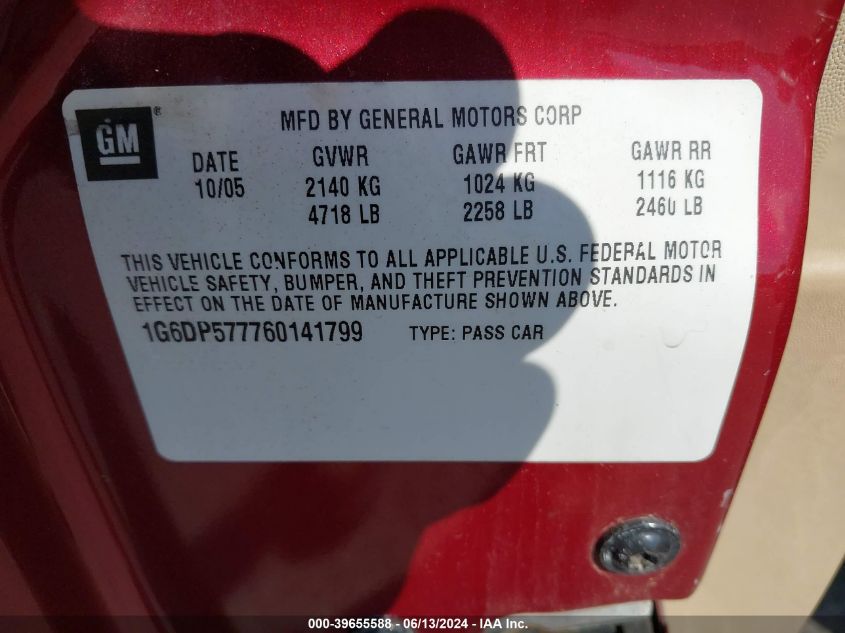 GM®
MFD BY GENERAL MOTORS CORP
DATE GVWR GAWR FRT GAWR RR
10/05 2140 KG 1024 KG 1116 KG
4718 LB 2258 LB 2460 LB
THIS VEHICLE CONFORMS TO ALL APPLICABLE U.S. FEDERAL MOTOR
VEHICLE SAFETY, BUMPER, AND THEFT PREVENTION STANDARDS IN
EFFECT ON THE DATE OF MANUFACTURE SHOWN ABOVE.
1G6DP577760141799 TYPE: PASS CAR
000-39655588 - 06/13/2024 - IAA Inc.